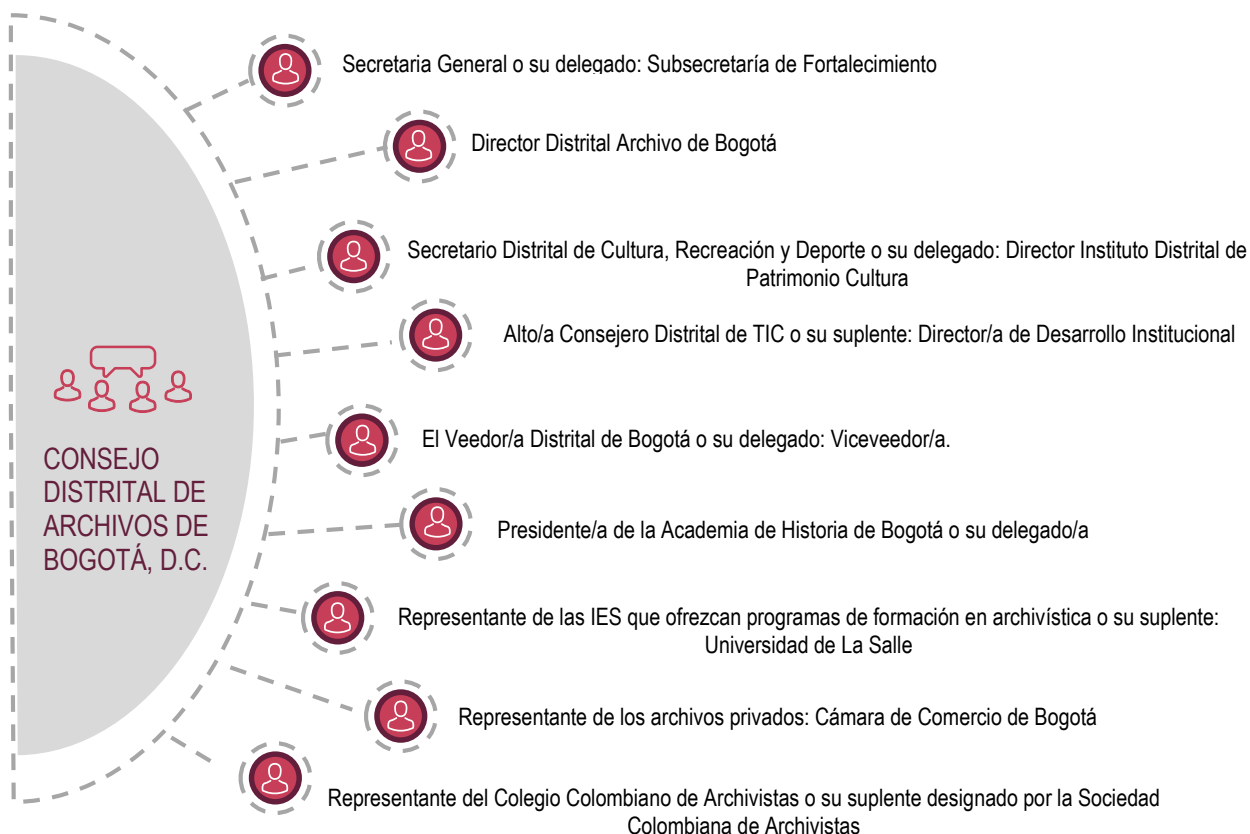 Secretaria General o su delegado: Subsecretaría de Fortalecimiento
Director Distrital Archivo de Bogotá
Secretario Distrital de Cultura, Recreación y Deporte o su delegado: Director Instituto Distrital de
Patrimonio Cultura
Alto/a Consejero Distrital de TIC o su suplente: Director/a de Desarrollo Institucional
El Veedor/a Distrital de Bogotá o su delegado: Viceveedor/a.
CONSEJO
DISTRITAL DE
ARCHIVOS DE
BOGOTÁ, D.C.
Presidente/a de la Academia de Historia de Bogotá o su delegado/a
Representante de las IES que ofrezcan programas de formación en archivística o su suplente:
Universidad de La Salle
Representante de los archivos privados: Cámara de Comercio de Bogotá
Representante del Colegio Colombiano de Archivistas o su suplente designado por la Sociedad
Colombiana de Archivistas